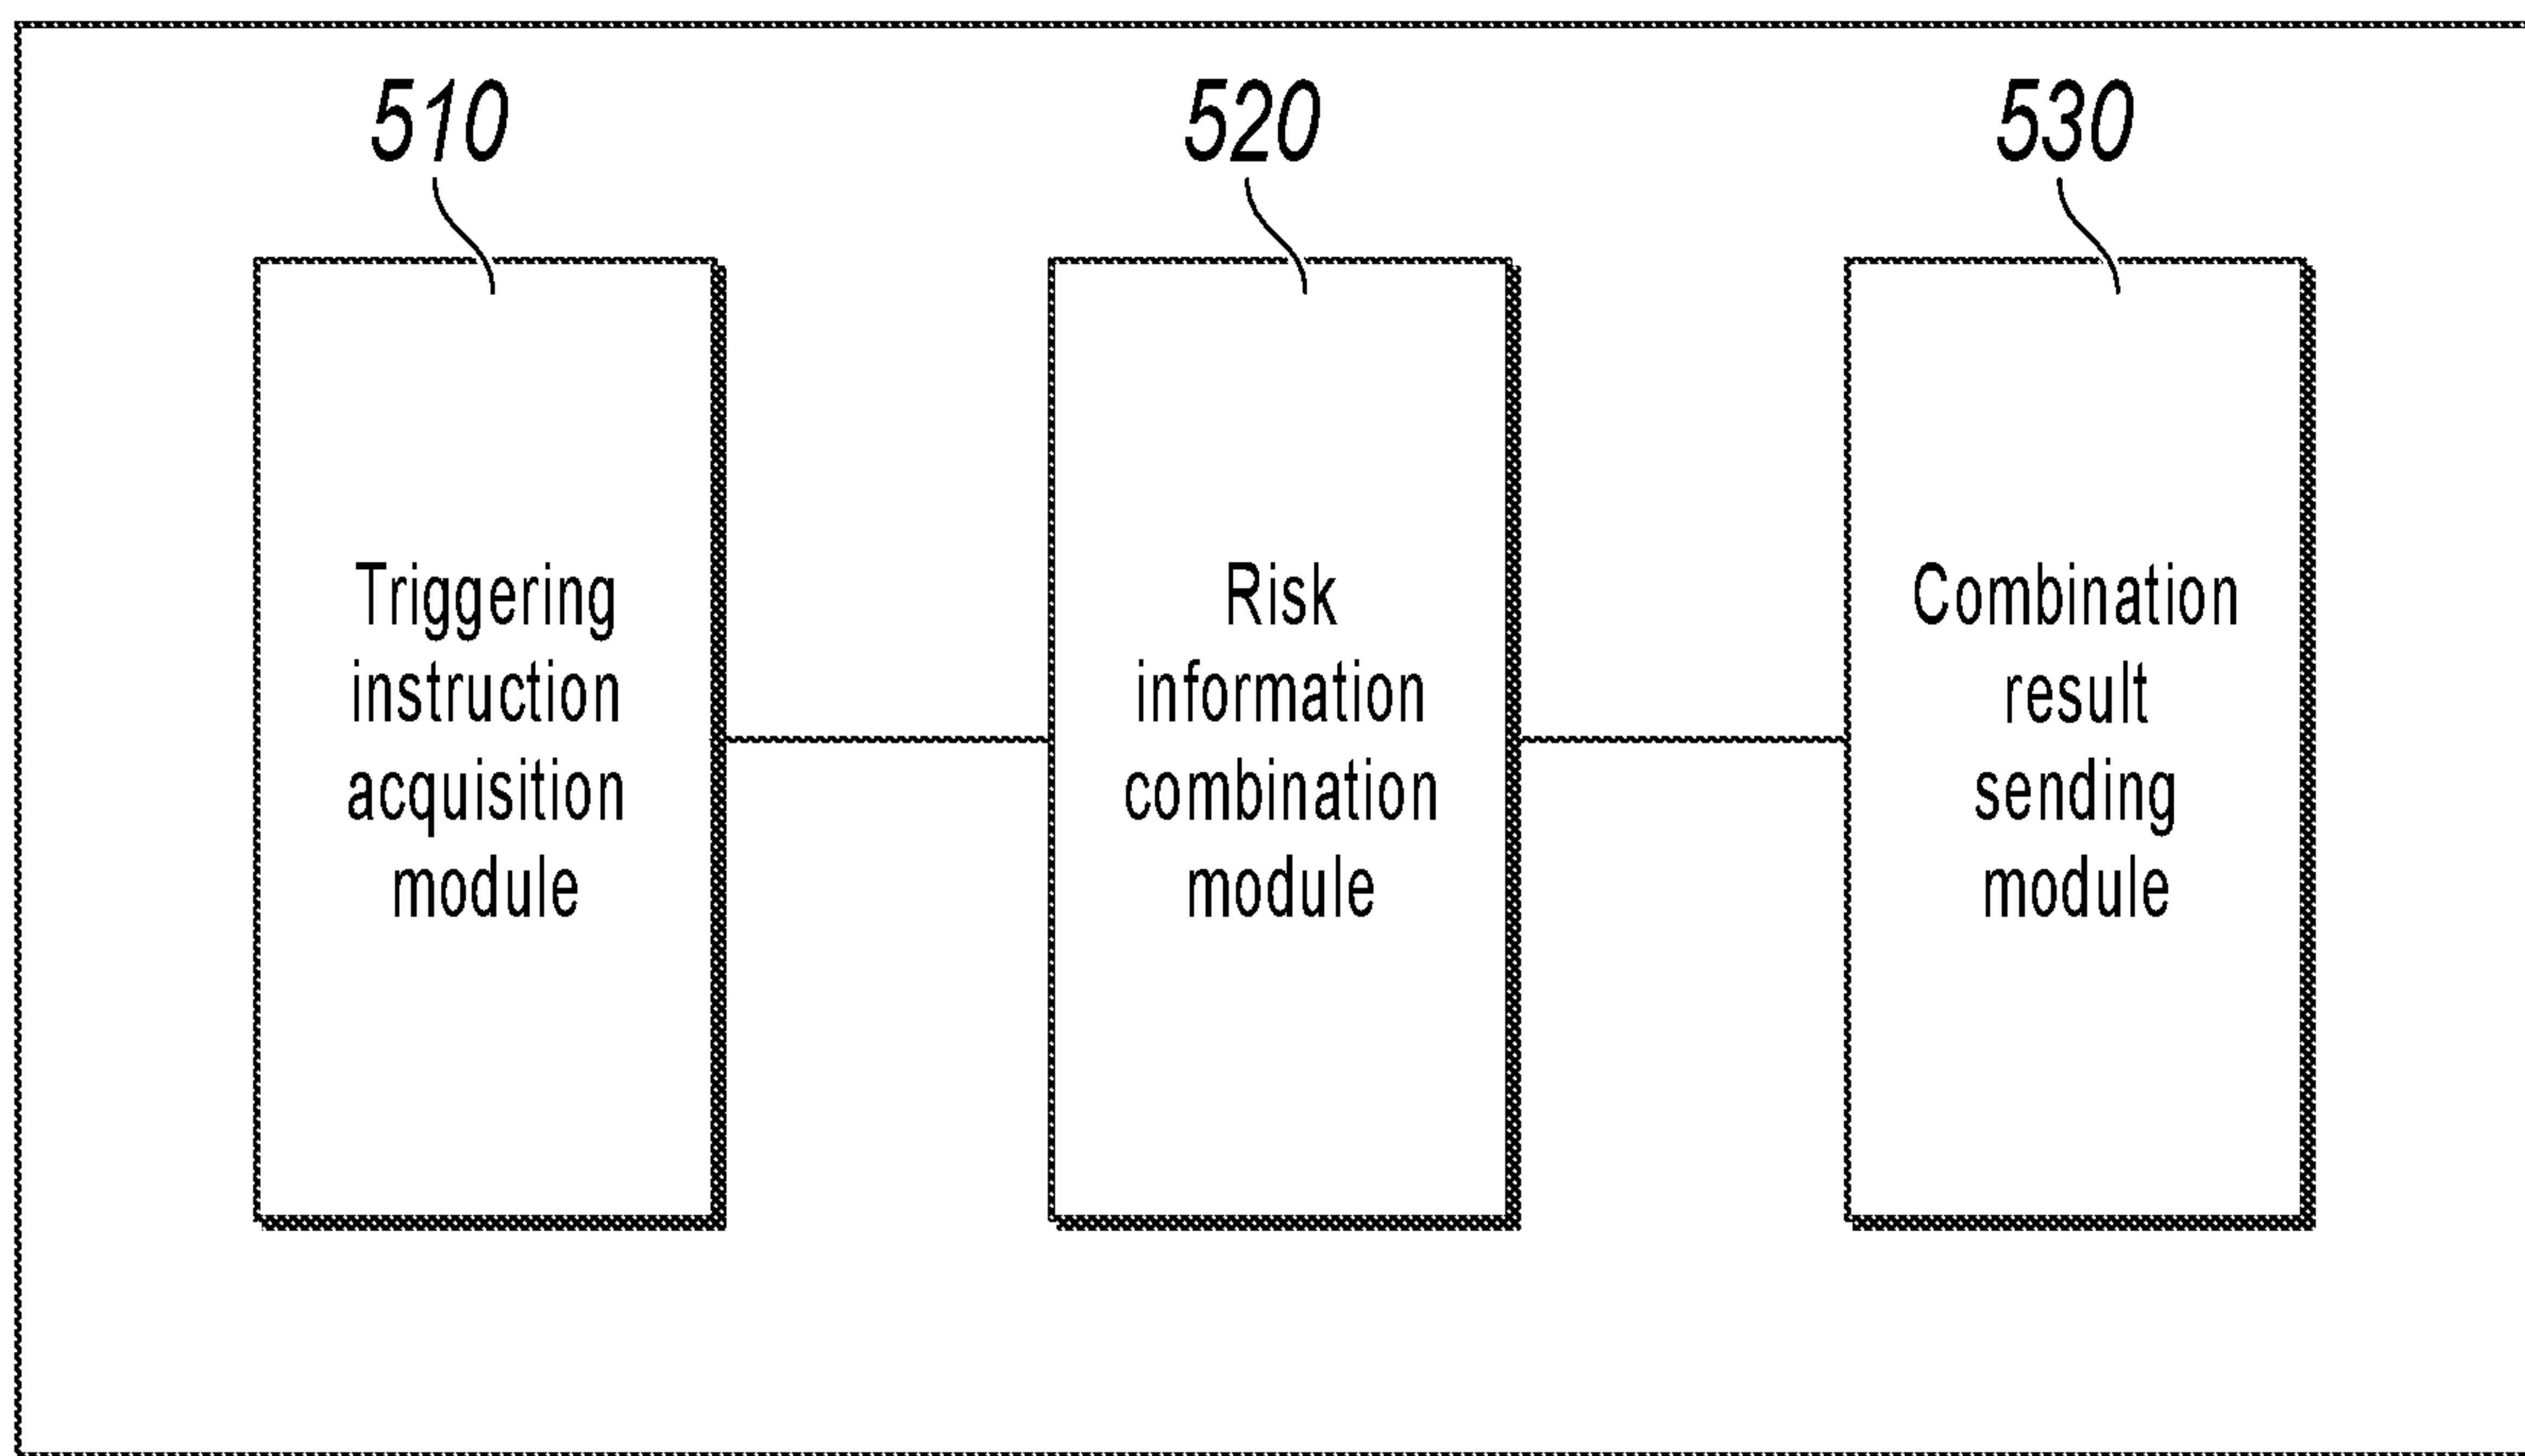 510
520
530
Triggering
instruction
acquisition
module
Risk
information
combination
module
Combination
result
sending
module